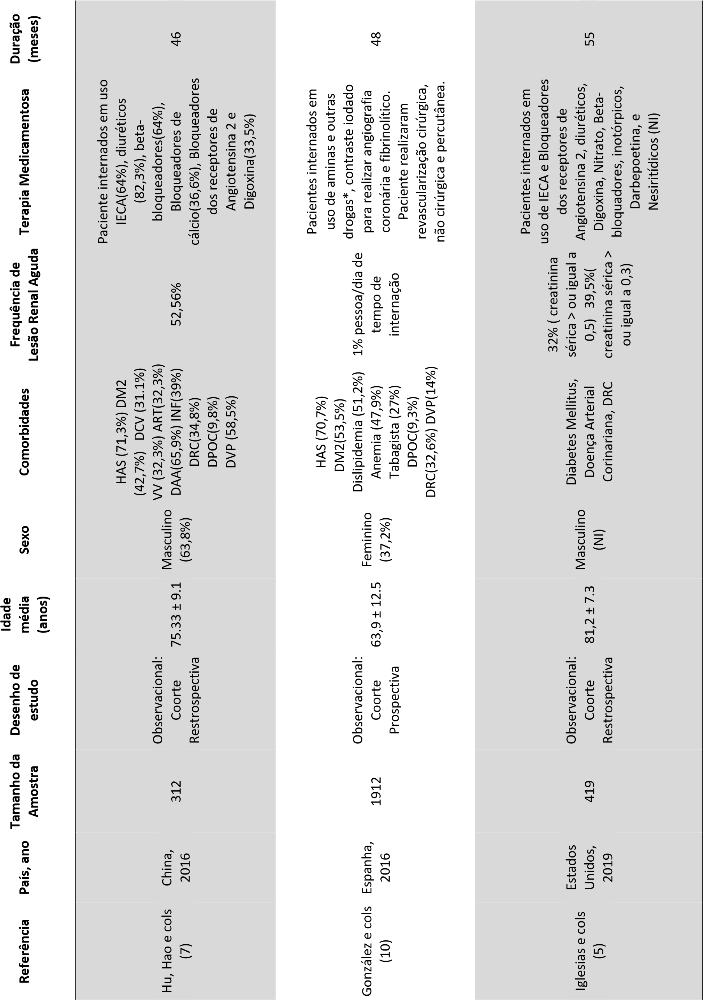 Referência
País, ano
Tamanho da
Amostra
Desenho de
estudo
Idade
média
(anos)
Sexo
Comorbidades
Frequência de
Lesão Renal Aguda
Terapia Medicamentosa
Duração
(meses)
Hu, Hao e cols
(7)
China,
2016
312
Observacional:
Coorte
Restrospectiva
75.33 ± 9.1
Masculino
(63,8%)
HAS (71,3%) DM2
(42,7%) DCV (31.1%)
VV (32,3%) ART(32,3%)
DAA(65,9%) INF(39%)
DRC(34,8%)
DPOC(9,8%)
DVP (58,5%)
52,56%
Paciente internados em uso
IECA(64%), diuréticos
(82,3%), beta-
bloqueadores(64%),
Bloqueadores de
cálcio(36,6%), Bloqueadores
dos receptores de
Angiotensina 2 e
Digoxina(33,5%)
46
González e cols
(10)
Espanha,
2016
1912
Observacional:
Coorte
Prospectiva
63,9 ± 12.5
Feminino
(37,2%)
HAS (70,7%)
DM2(53,5%)
Dislipidemia (51,2%)
Anemia (47,9%)
Tabagista (27%)
DPOC(9,3%)
DRC(32,6%) DVP(14%)
1% pessoa/dia de
tempo de
internação
Pacientes internados em
uso de aminas e outras
drogas*, contraste iodado
para realizar angiografia
coronária e fibrinolítico.
Paciente realizaram
revascularização cirúrgica,
não cirúrgica e percutânea.
48
Iglesias e cols
(5)
Estados
Unidos,
2019
419
Observacional:
Coorte
Restrospectiva
81,2 ± 7.3
Masculino
(NI)
Diabetes Mellitus,
Doença Arterial
Corinariana, DRC
32% ( creatinina
sérica > ou igual a
0,5) 39,5%(
creatinina sérica >
ou igual a 0,3)
Pacientes internados em
uso de IECA e Bloqueadores
dos receptores de
Angiotensina 2, diuréticos,
Digoxina, Nitrato, Beta-
bloquadores, inotórpicos,
Darbepoetina, e
Nesiritídicos (NI)
55